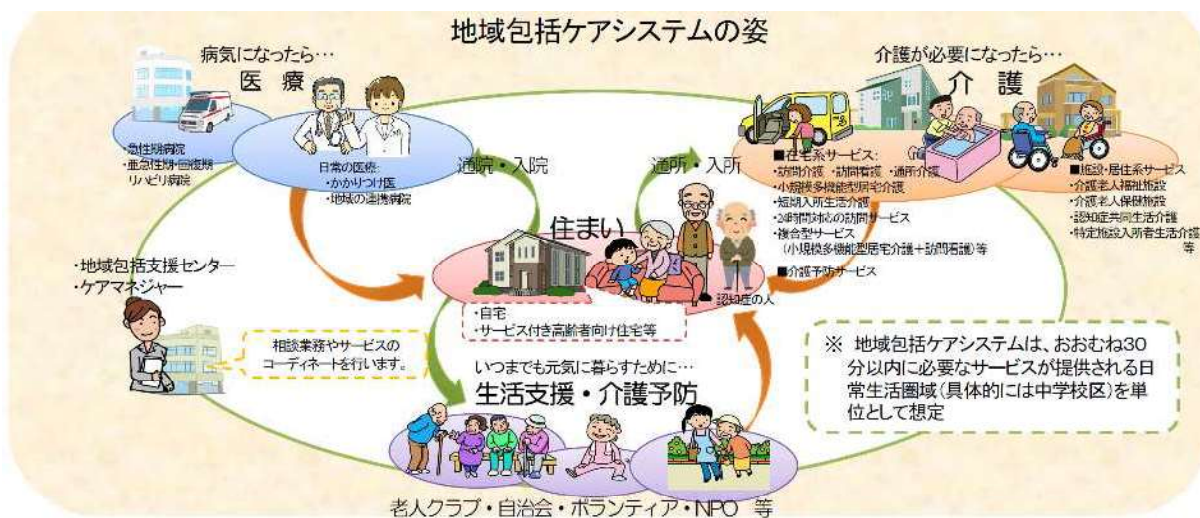 地域包括ケアシステムの姿
病気になったら…
医 療
・急性期病院
・亜急性期・回復期
リハビリ病院
日常の医療:
・かかりつけ医
・地域の連携病院
通院・入院
通所・入所
介護が必要になったら…
介 護
■在宅系サービス:
・訪問介護 ・訪問看護 ・通所介護
・小規模多機能型居宅介護
・短期入所生活介護
・24時間対応の訪問サービス
・複合型サービス
(小規模多機能型居宅介護+訪問看護)等
■介護予防サービス
■施設・居住系サービス
・介護老人福祉施設
・介護老人保健施設
・認知症共同生活介護
・特定施設入所者生活介護
等
住まい
認知症の人
・自宅
・サービス付き高齢者向け住宅等
・地域包括支援センター
・ケアマネジャー
相談業務やサービスの
コーディネートを行います。
いつまでも元気に暮らすために…
生活支援・介護予防
老人クラブ・自治会・ボランティア・NPO 等
※ 地域包括ケアシステムは、おおむね30
分以内に必要なサービスが提供される日
常生活圏域(具体的には中学校区)を単
位として想定